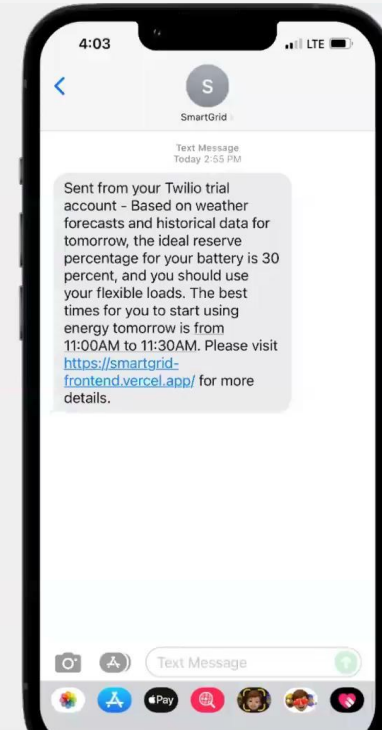 4:03
LTE
S
SmartGrid
Text Message
Today 2:55 PM
Sent from your Twilio trial
account - Based on weather
forecasts and historical data for
tomorrow, the ideal reserve
percentage for your battery is 30
percent, and you should use
your flexible loads. The best
times for you to start using
energy tomorrow is from
11:00AM to 11:30AM. Please visit
https://smartgrid-
frontend.vercel.app/ for more
details.
Text Message
Pay